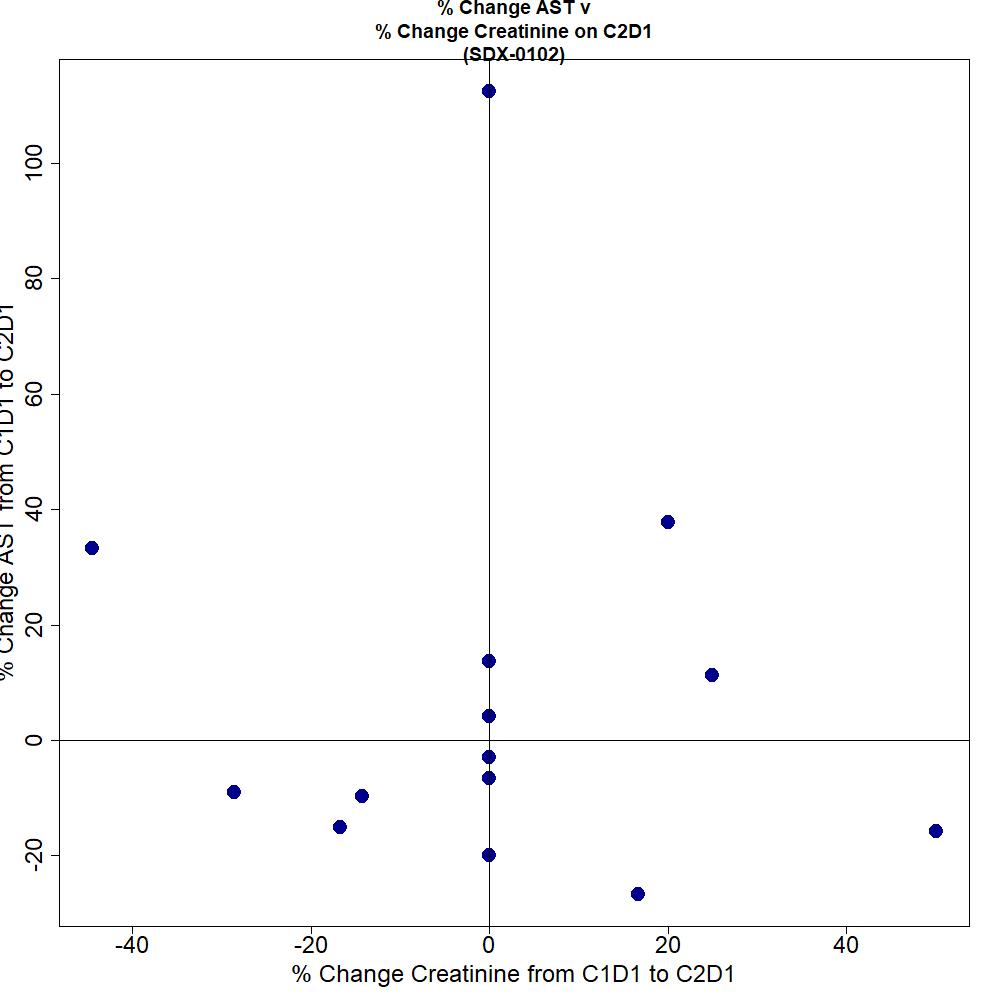 % Change AST v
% Change Creatinine on C2D1
(SDX-0102)
% Change AST from C1D1 to C2D1
100
80
60
40
20
0
-20
-40
-20
0
20
40
% Change Creatinine from C1D1 to C2D1